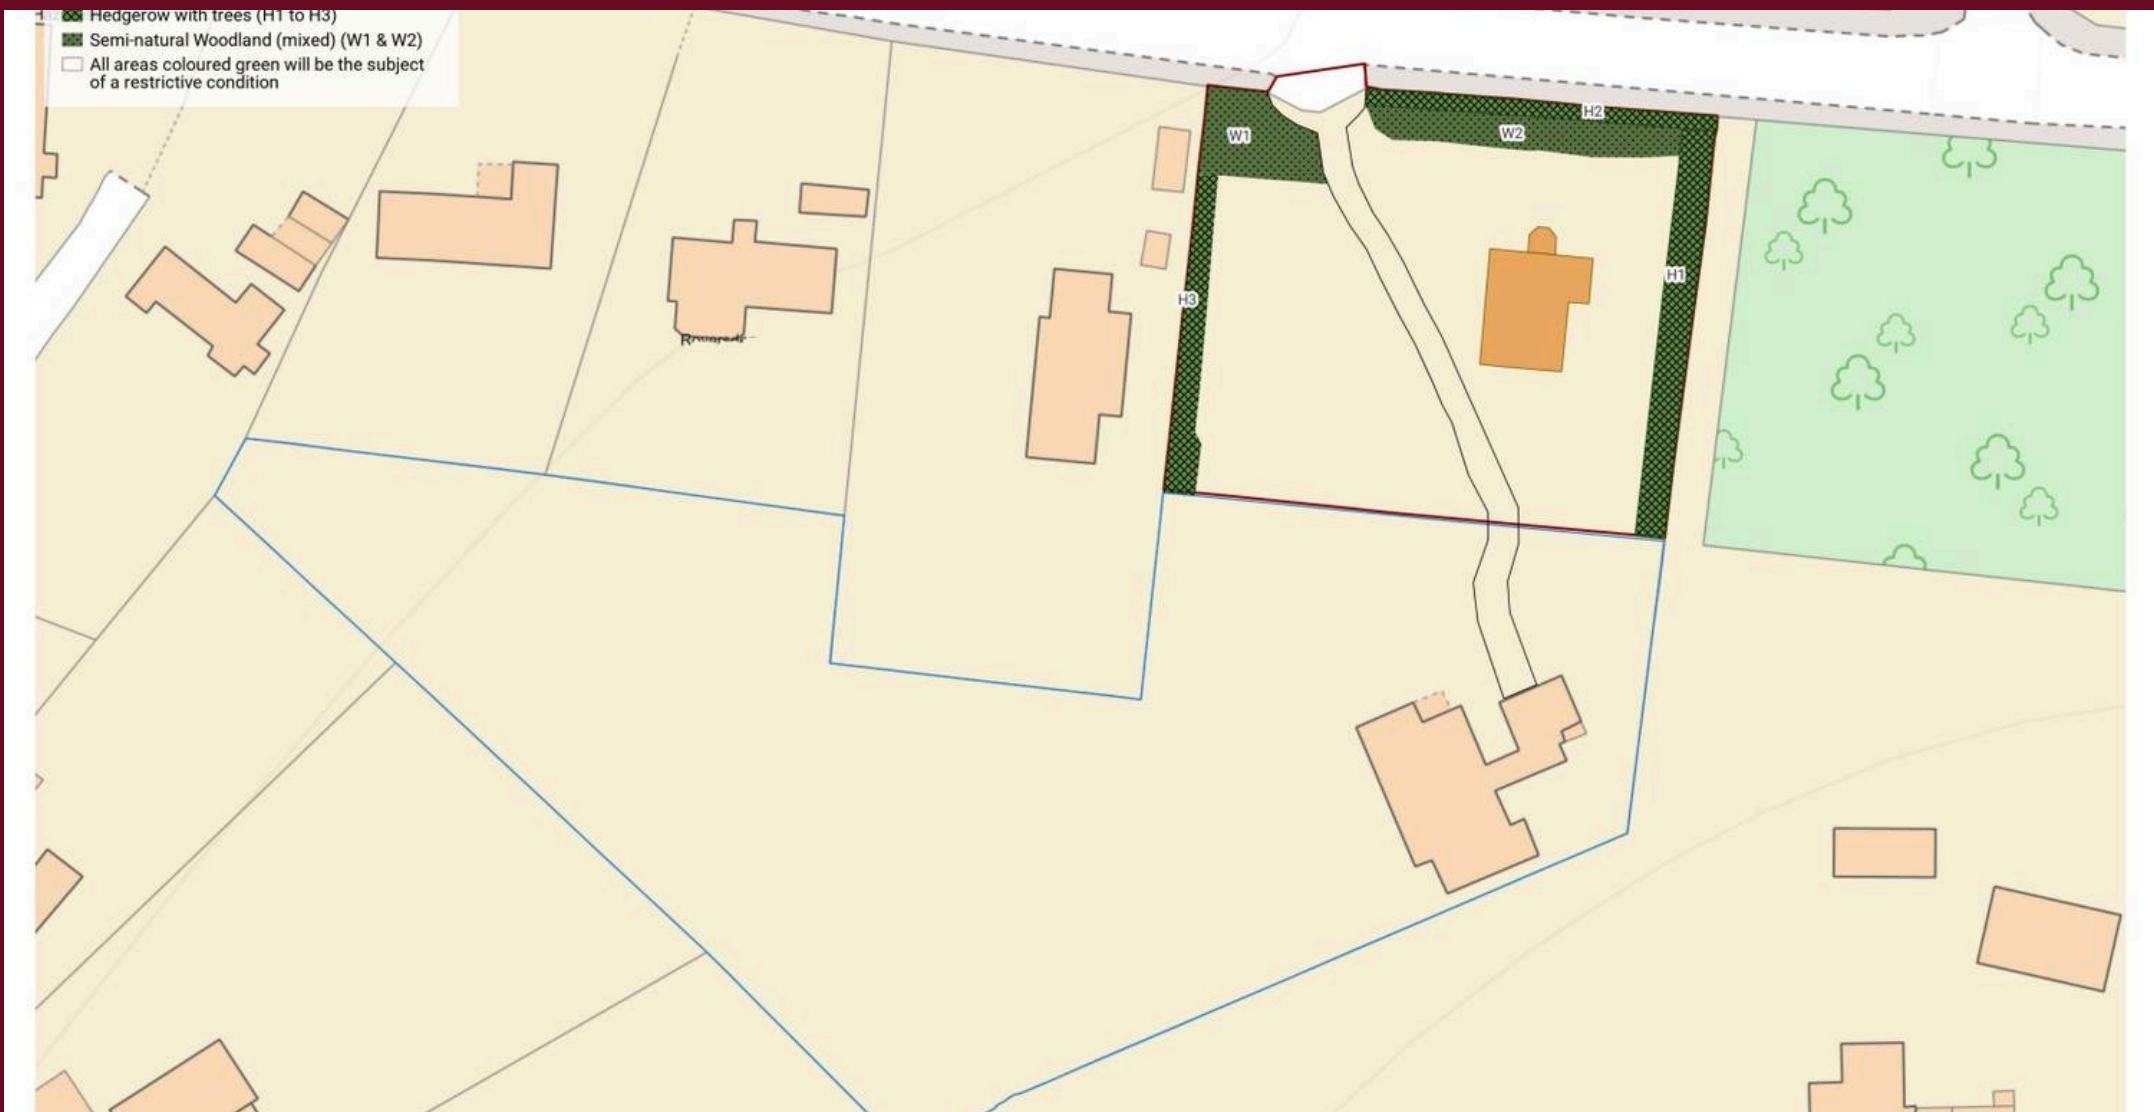 Hedgerow with trees (H1 to H3)
Semi-natural Woodland (mixed) (W1 & W2)
All areas coloured green will be the subject
of a restrictive condition
H2
W1
W2
H1
H3